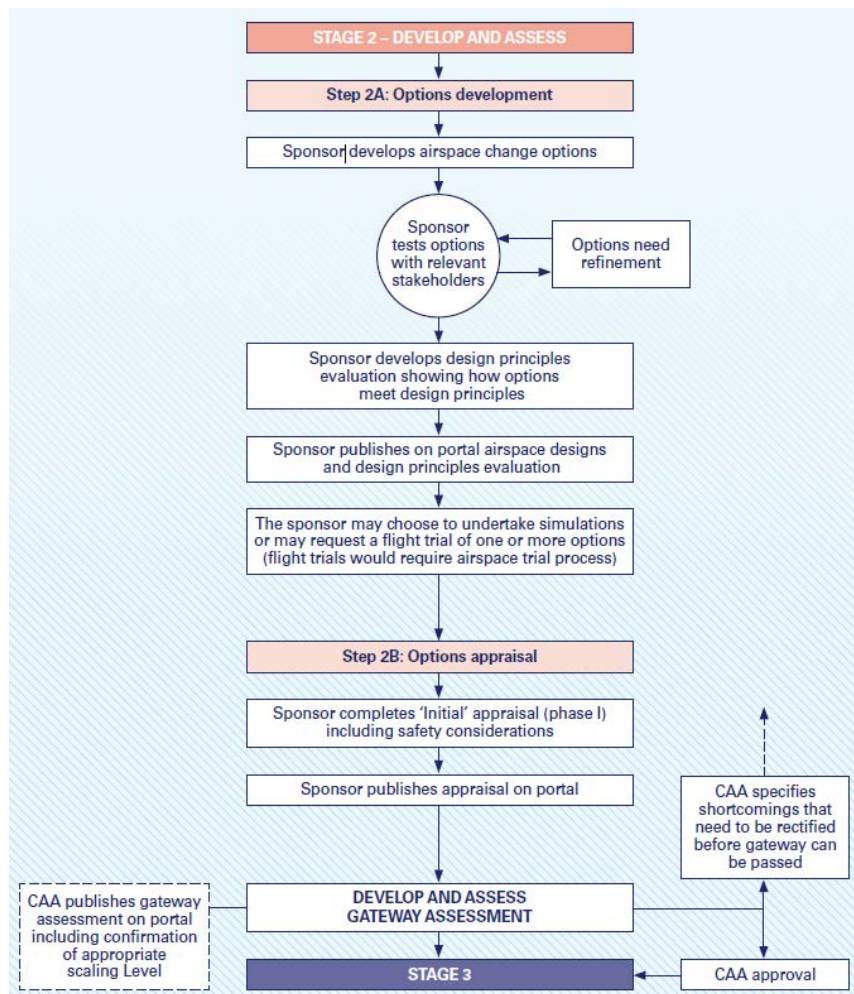 STAGE 2 – DEVELOP AND ASSESS
Step 2A: Options development
Sponsor develops airspace change options
Sponsor
tests options
with relevant
stakeholders
Options need
refinement
Sponsor develops design principles
evaluation showing how options
meet design principles
Sponsor publishes on portal airspace designs
and design principles evaluation
The sponsor may choose to undertake simulations
or may request a flight trial of one or more options
(flight trials would require airspace trial process)
Step 2B: Options appraisal
Sponsor completes ‘Initial’ appraisal (phase I)
including safety considerations
Sponsor publishes appraisal on portal
CAA specifies
shortcomings that
need to be rectified
before gateway can
be passed
CAA publishes gateway
assessment on portal
including confirmation
of appropriate
scaling Level
DEVELOP AND ASSESS
GATEWAY ASSESSMENT
STAGE 3
CAA approval